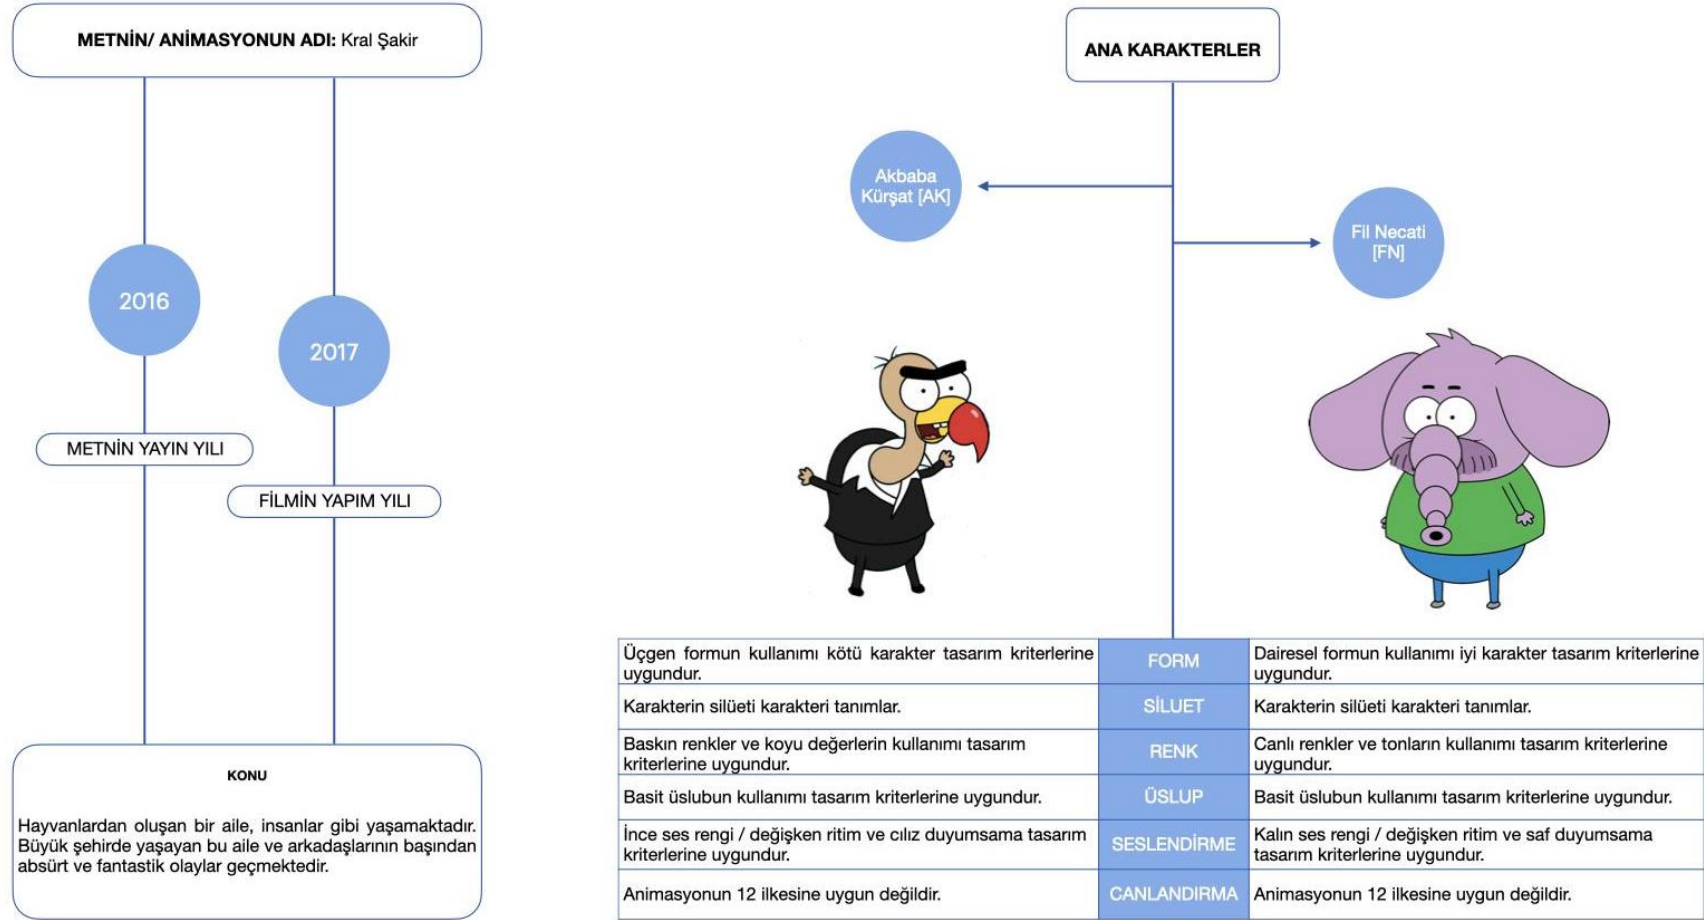 METNİN/ ANİMASYONUN ADI: Kral Şakir
2016
2017
METNİN YAYIN YILI
FİLMİN YAPIM YILI
KONU
Hayvanlardan oluşan bir aile, insanlar gibi yaşamaktadır.
Büyük şehirde yaşayan bu aile ve arkadaşlarının başından
absürt ve fantastik olaylar geçmektedir.
ANA KARAKTERLER
Akbaba
Kürşat [AK]
Fil Necati
[FN]
Üçgen formun kullanımı kötü karakter tasarım kriterlerine
uygundur.
FORM
Dairesel formun kullanımı iyi karakter tasarım kriterlerine
uygundur.
Karakterin silüeti karakteri tanımlar.
SİLUET
Karakterin silüeti karakteri tanımlar.
Baskın renkler ve koyu değerlerin kullanımı tasarım
kriterlerine uygundur.
RENK
Canlı renkler ve tonların kullanımı tasarım kriterlerine
uygundur.
Basit üslubun kullanımı tasarım kriterlerine uygundur.
ÜSLUP
Basit üslubun kullanımı tasarım kriterlerine uygundur.
İnce ses rengi / değişken ritim ve cılız duyumsama tasarım
kriterlerine uygundur.
SESLENDİRME
Kalın ses rengi / değişken ritim ve saf duyumsama
tasarım kriterlerine uygundur.
Animasyonun 12 ilkesine uygun değildir.
CANLANDIRMA
Animasyonun 12 ilkesine uygun değildir.